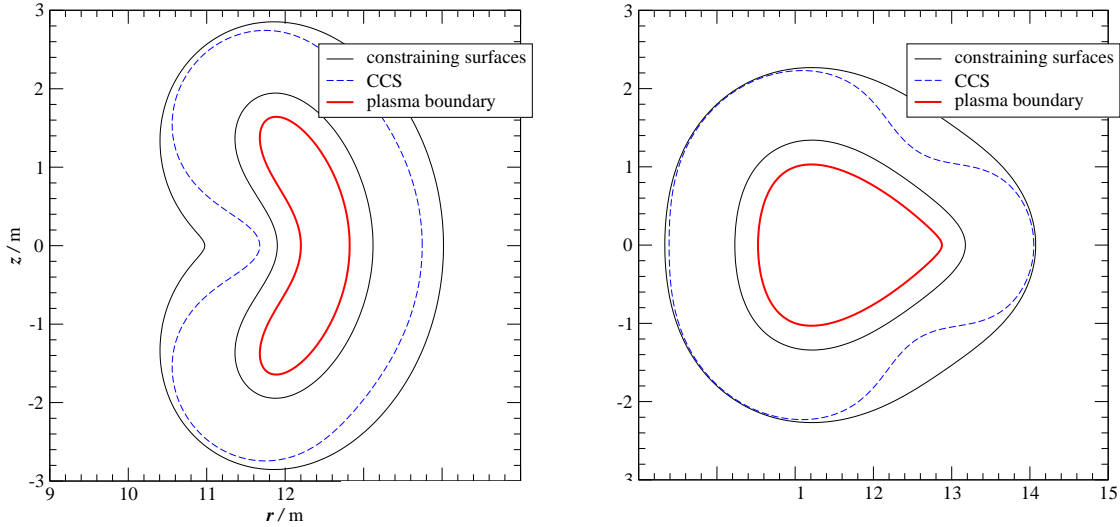 3
2
1
0
-1
-2
-3
z / m
9
10
11
12
r / m
constraining surfaces
CCS
plasma boundary
3
2
1
0
-1
-2
-3
1
12
13
14
15
constraining surfaces
CCS
plasma boundary